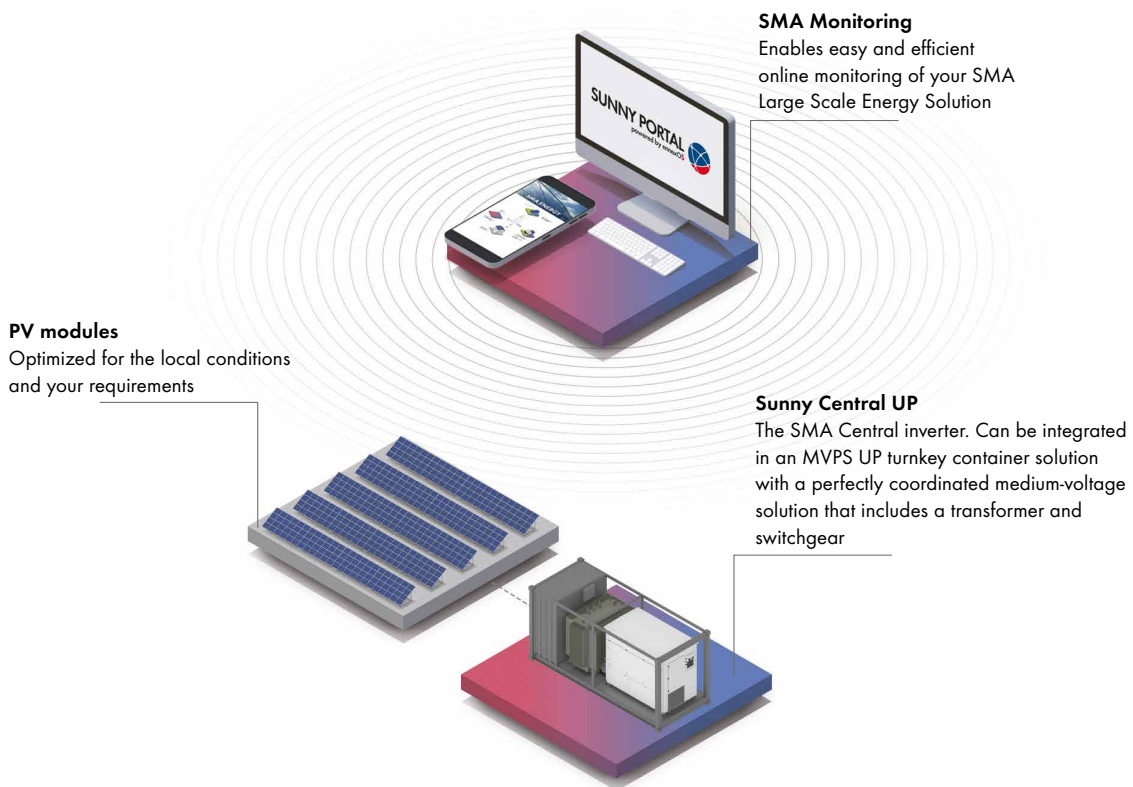 SMA Monitoring
Enables easy and efficient
online monitoring of your SMA
Large Scale Energy Solution
SUNNY PORTAL
powered by ennexOS
SMA ENERGY
PV modules
Optimized for the local conditions
and your requirements
Sunny Central UP
The SMA Central inverter. Can be integrated
in an MVPS UP turnkey container solution
with a perfectly coordinated medium-voltage
solution that includes a transformer and
switchgear